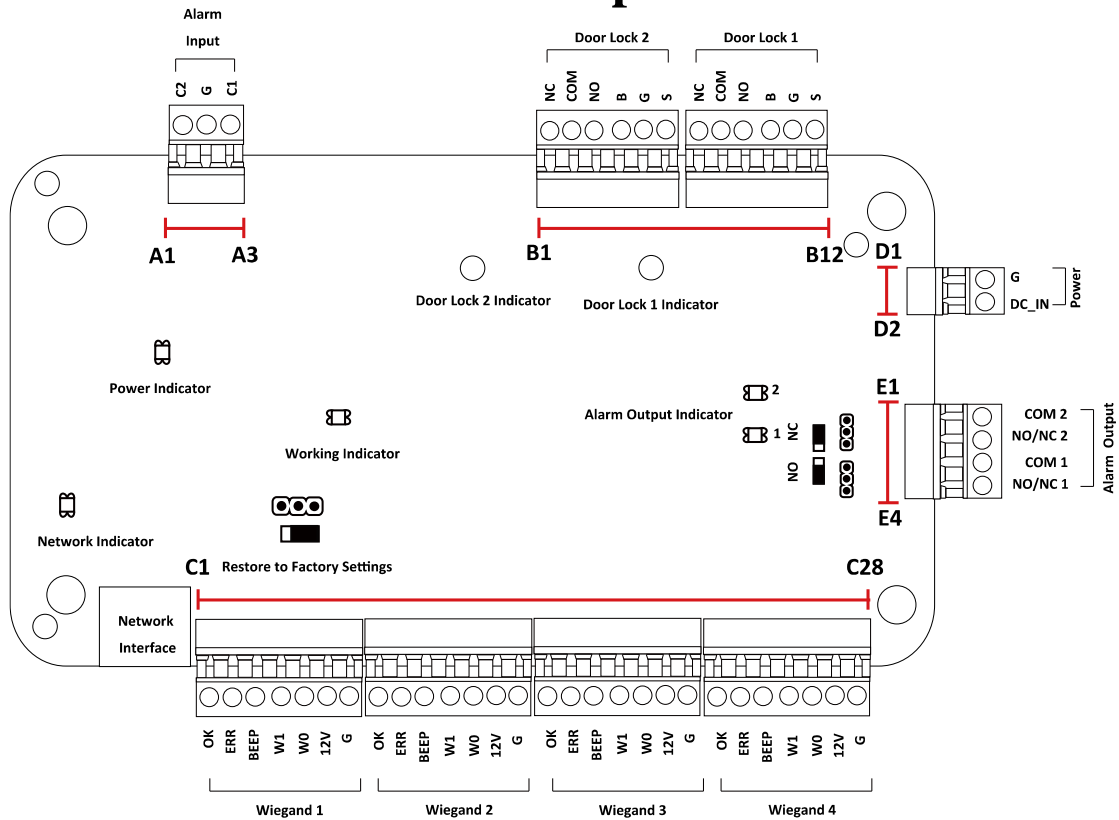 p
Alarm
Input
C2 G C1
Door Lock 2
Door Lock 1
NC COM NO B G S
NC COM NO B G S
A1
A3
B1
B12
D1
D2
G
DC_IN
Power
Door Lock 2 Indicator
Door Lock 1 Indicator
Power Indicator
Working Indicator
Alarm Output Indicator
2
1
NC
NO
E1
E4
COM 2
NO/NC 2
COM 1
NO/NC 1
Alarm Output
Network Indicator
Restore to Factory Settings
C1
C28
Network
Interface
OK ERR BEEP W1 W0 12V G
OK ERR BEEP W1 W0 12V G
OK ERR BEEP W1 W0 12V G
OK ERR BEEP W1 W0 12V G
Wiegand 1
Wiegand 2
Wiegand 3
Wiegand 4